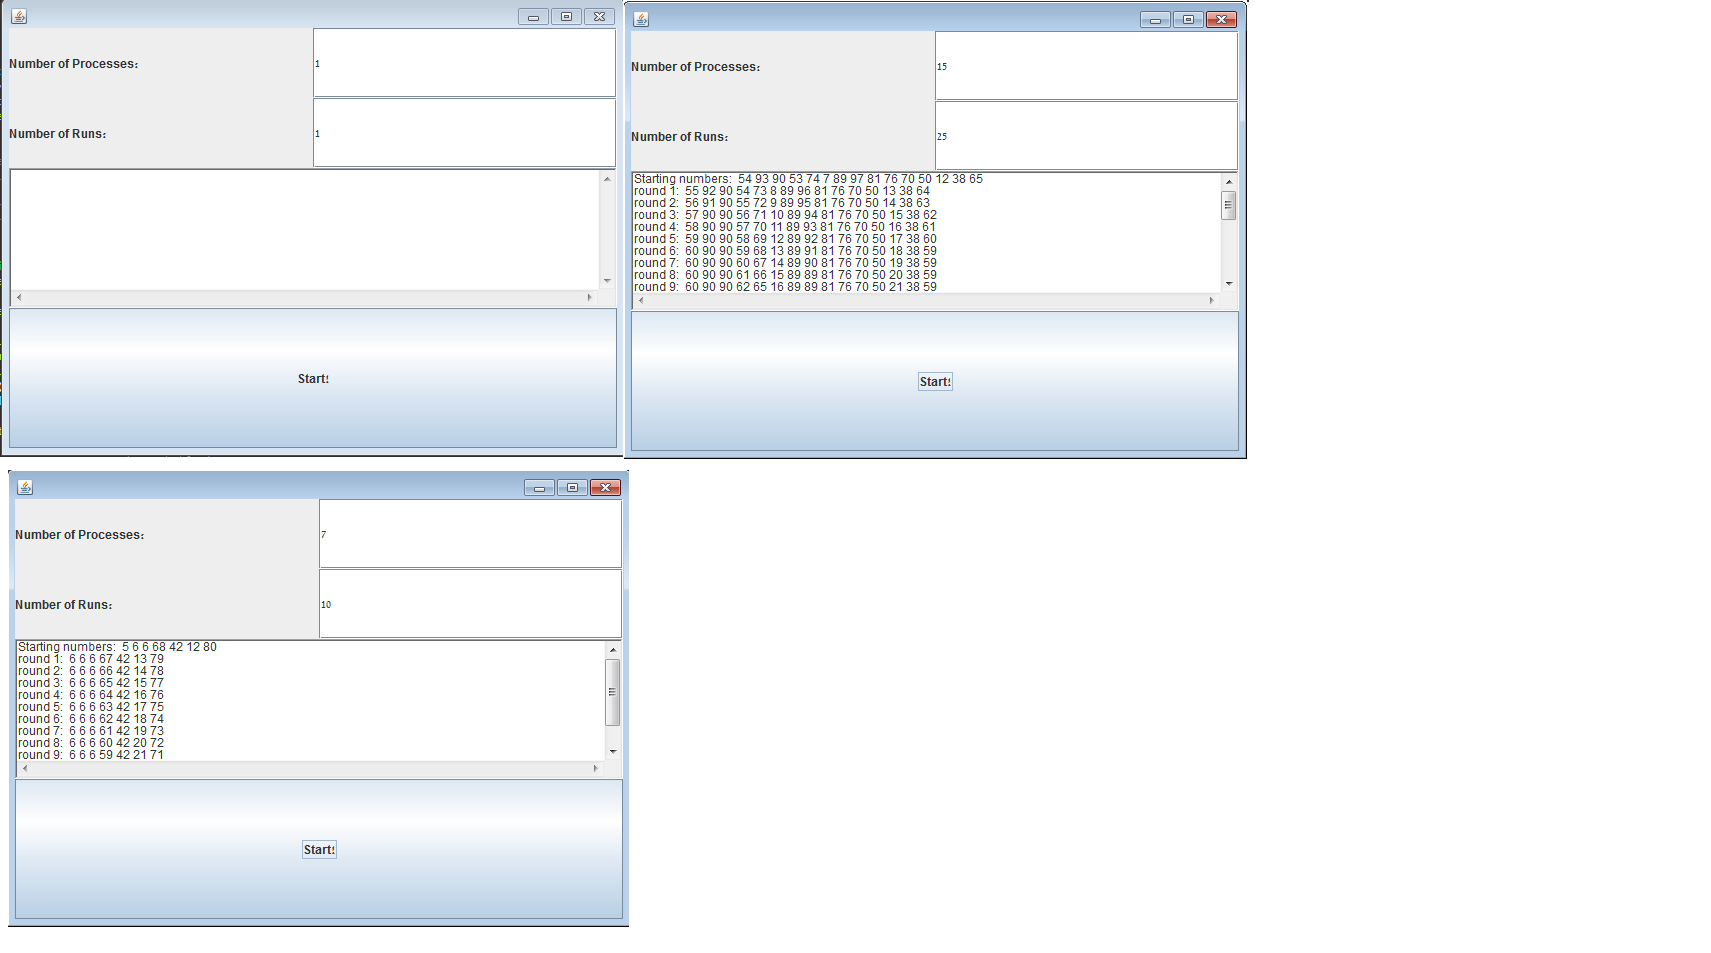 Number of Processes:
1
Number of Runs:
1
Start!
Number of Processes:
15
Number of Runs:
25
Starting numbers:  54 93 90 53 74 7 89 97 81 76 70 50 12 38 65
round 1:  55 92 90 54 73 8 89 96 81 76 70 50 13 38 64
round 2:  56 91 90 55 72 9 89 95 81 76 70 50 14 38 63
round 3:  57 90 90 56 71 10 89 94 81 76 70 50 15 38 62
round 4:  58 90 90 57 70 11 89 93 81 76 70 50 16 38 61
round 5:  59 90 90 58 69 12 89 92 81 76 70 50 17 38 60
round 6:  60 90 90 59 68 13 89 91 81 76 70 50 18 38 59
round 7:  60 90 90 60 67 14 89 90 81 76 70 50 19 38 59
round 8:  60 90 90 61 66 15 89 89 81 76 70 50 20 38 59
round 9:  60 90 90 62 65 16 89 89 81 76 70 50 21 38 59
Start!
Number of Processes:
7
Number of Runs:
10
Starting numbers:  5 6 6 68 42 12 80
round 1:  6 6 6 67 42 13 79
round 2:  6 6 6 66 42 14 78
round 3:  6 6 6 65 42 15 77
round 4:  6 6 6 64 42 16 76
round 5:  6 6 6 63 42 17 75
round 6:  6 6 6 62 42 18 74
round 7:  6 6 6 61 42 19 73
round 8:  6 6 6 60 42 20 72
round 9:  6 6 6 59 42 21 71
Start!